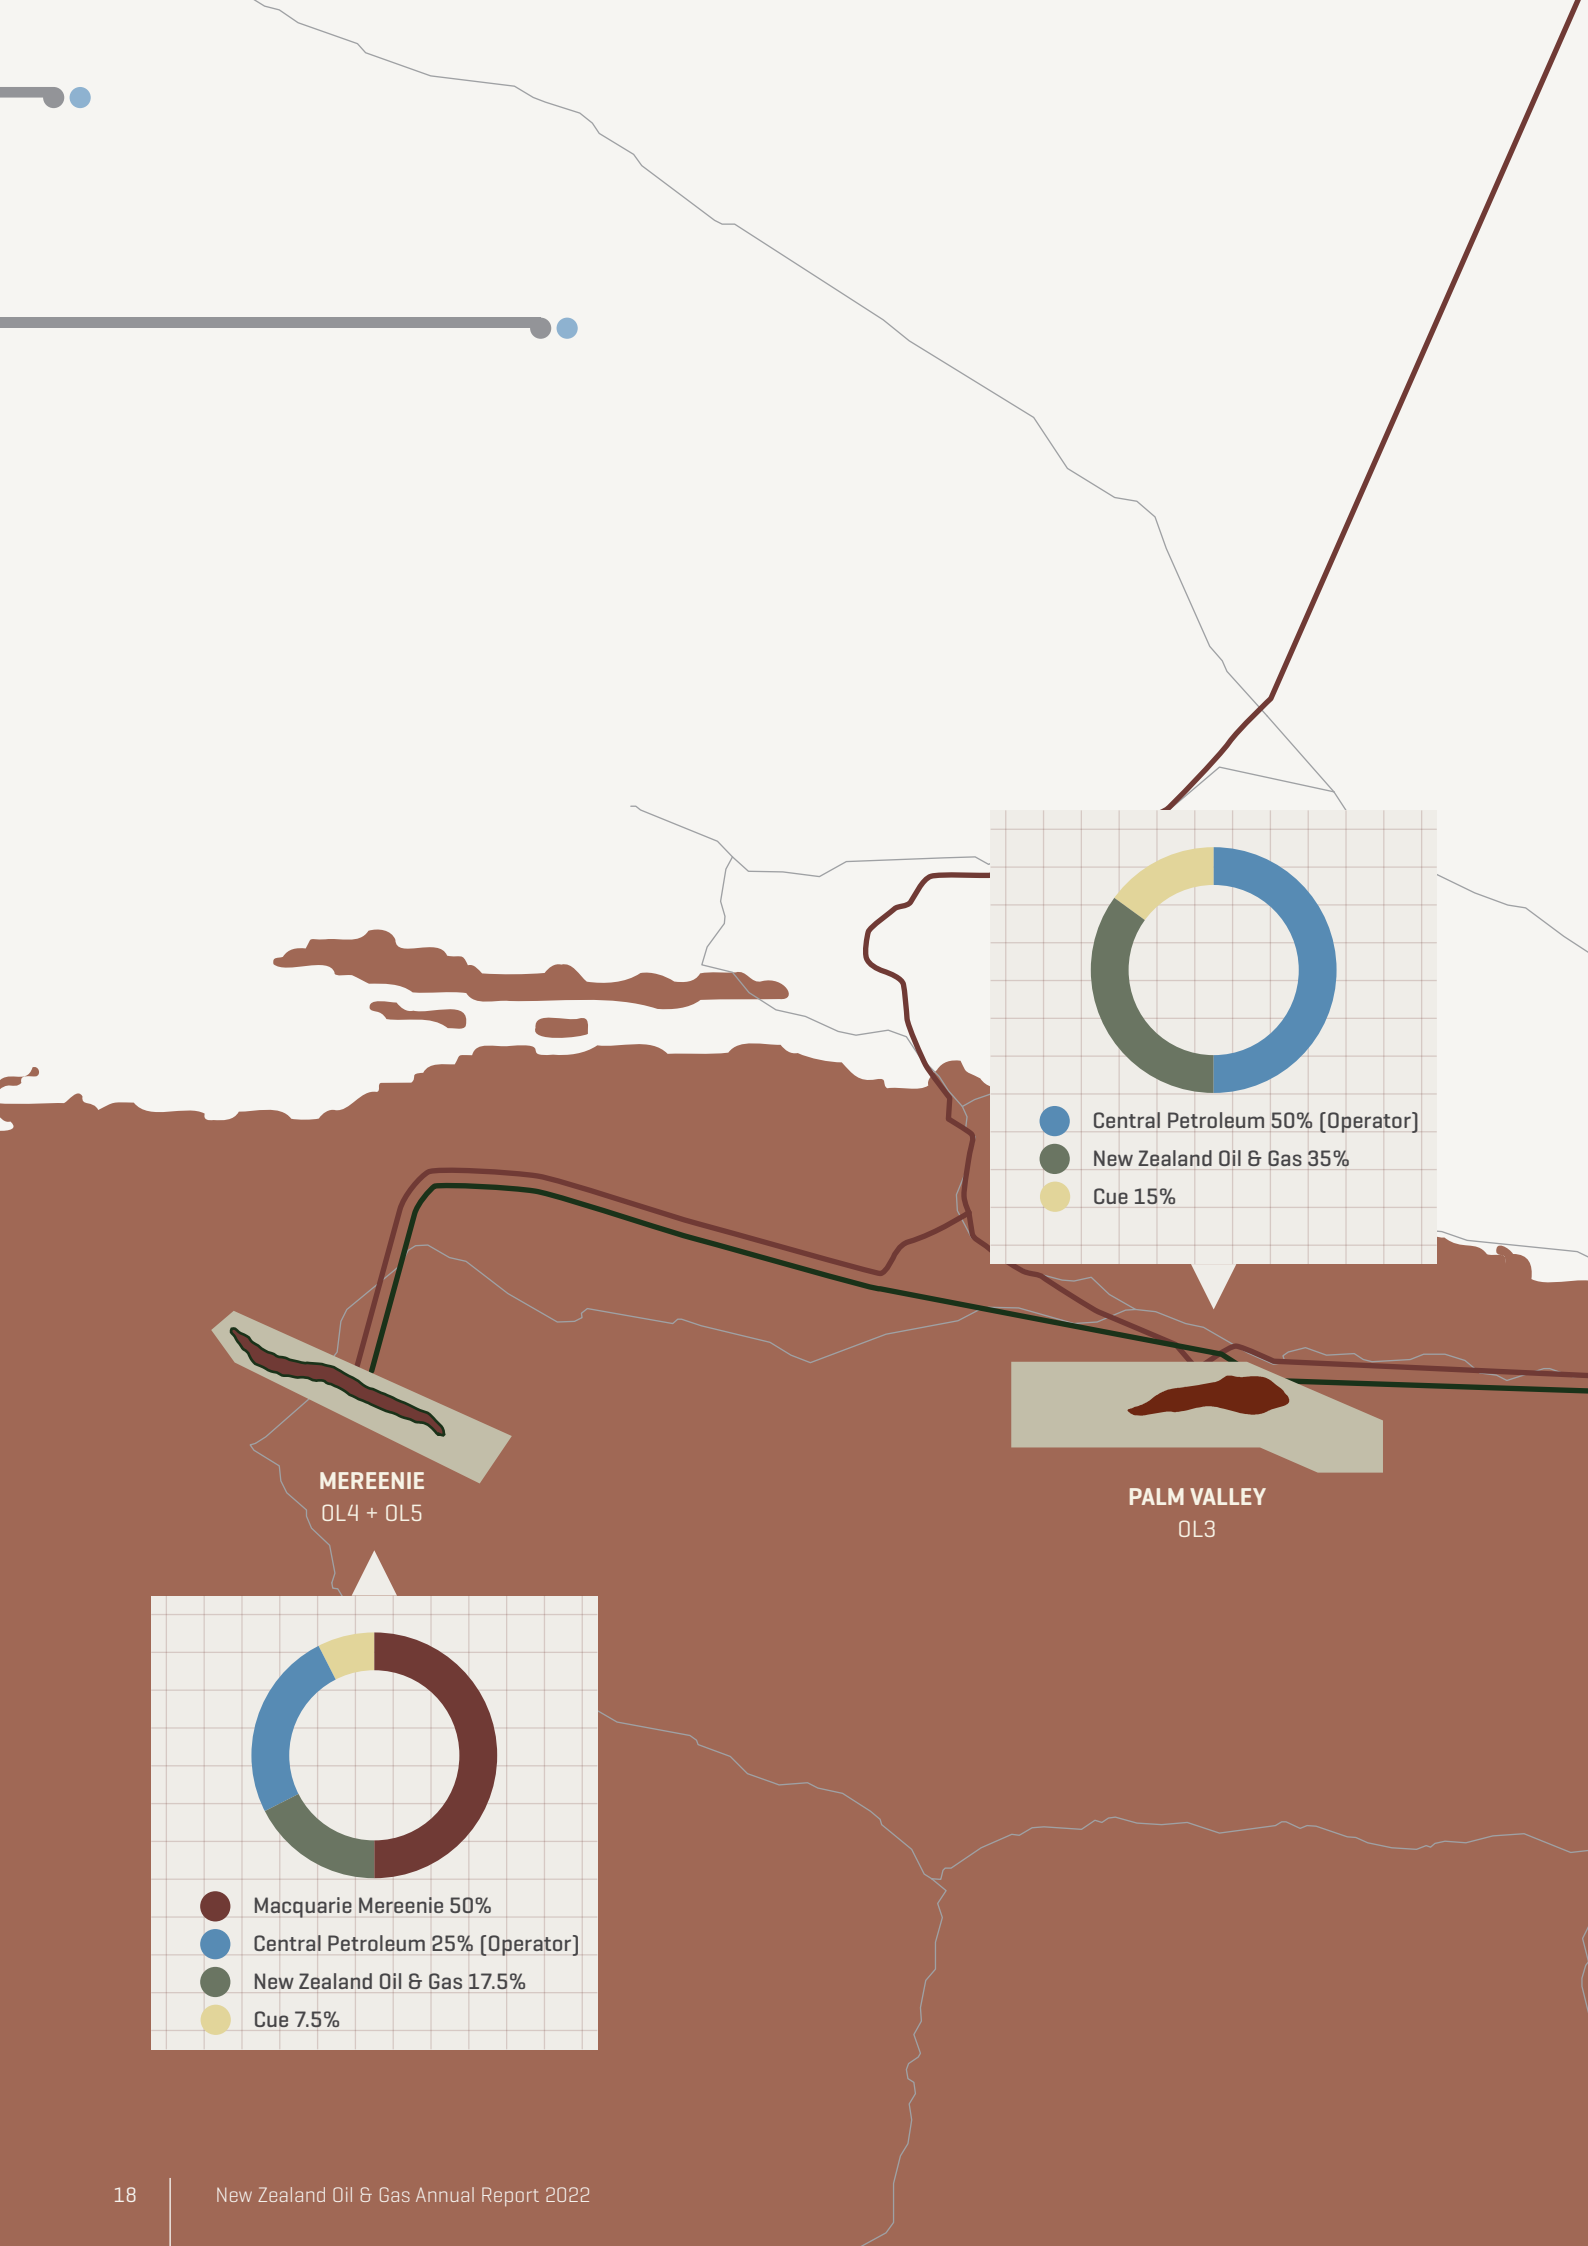 Central Petroleum 50% (Operator)
New Zealand Oil & Gas 35%
Cue 15%
MEREENIE
OL4 + OL5
PALM VALLEY
OL3
Macquarie Mereenie 50%
Central Petroleum 25% (Operator)
New Zealand Oil & Gas 17.5%
Cue 7.5%
18
New Zealand Oil & Gas Annual Report 2022